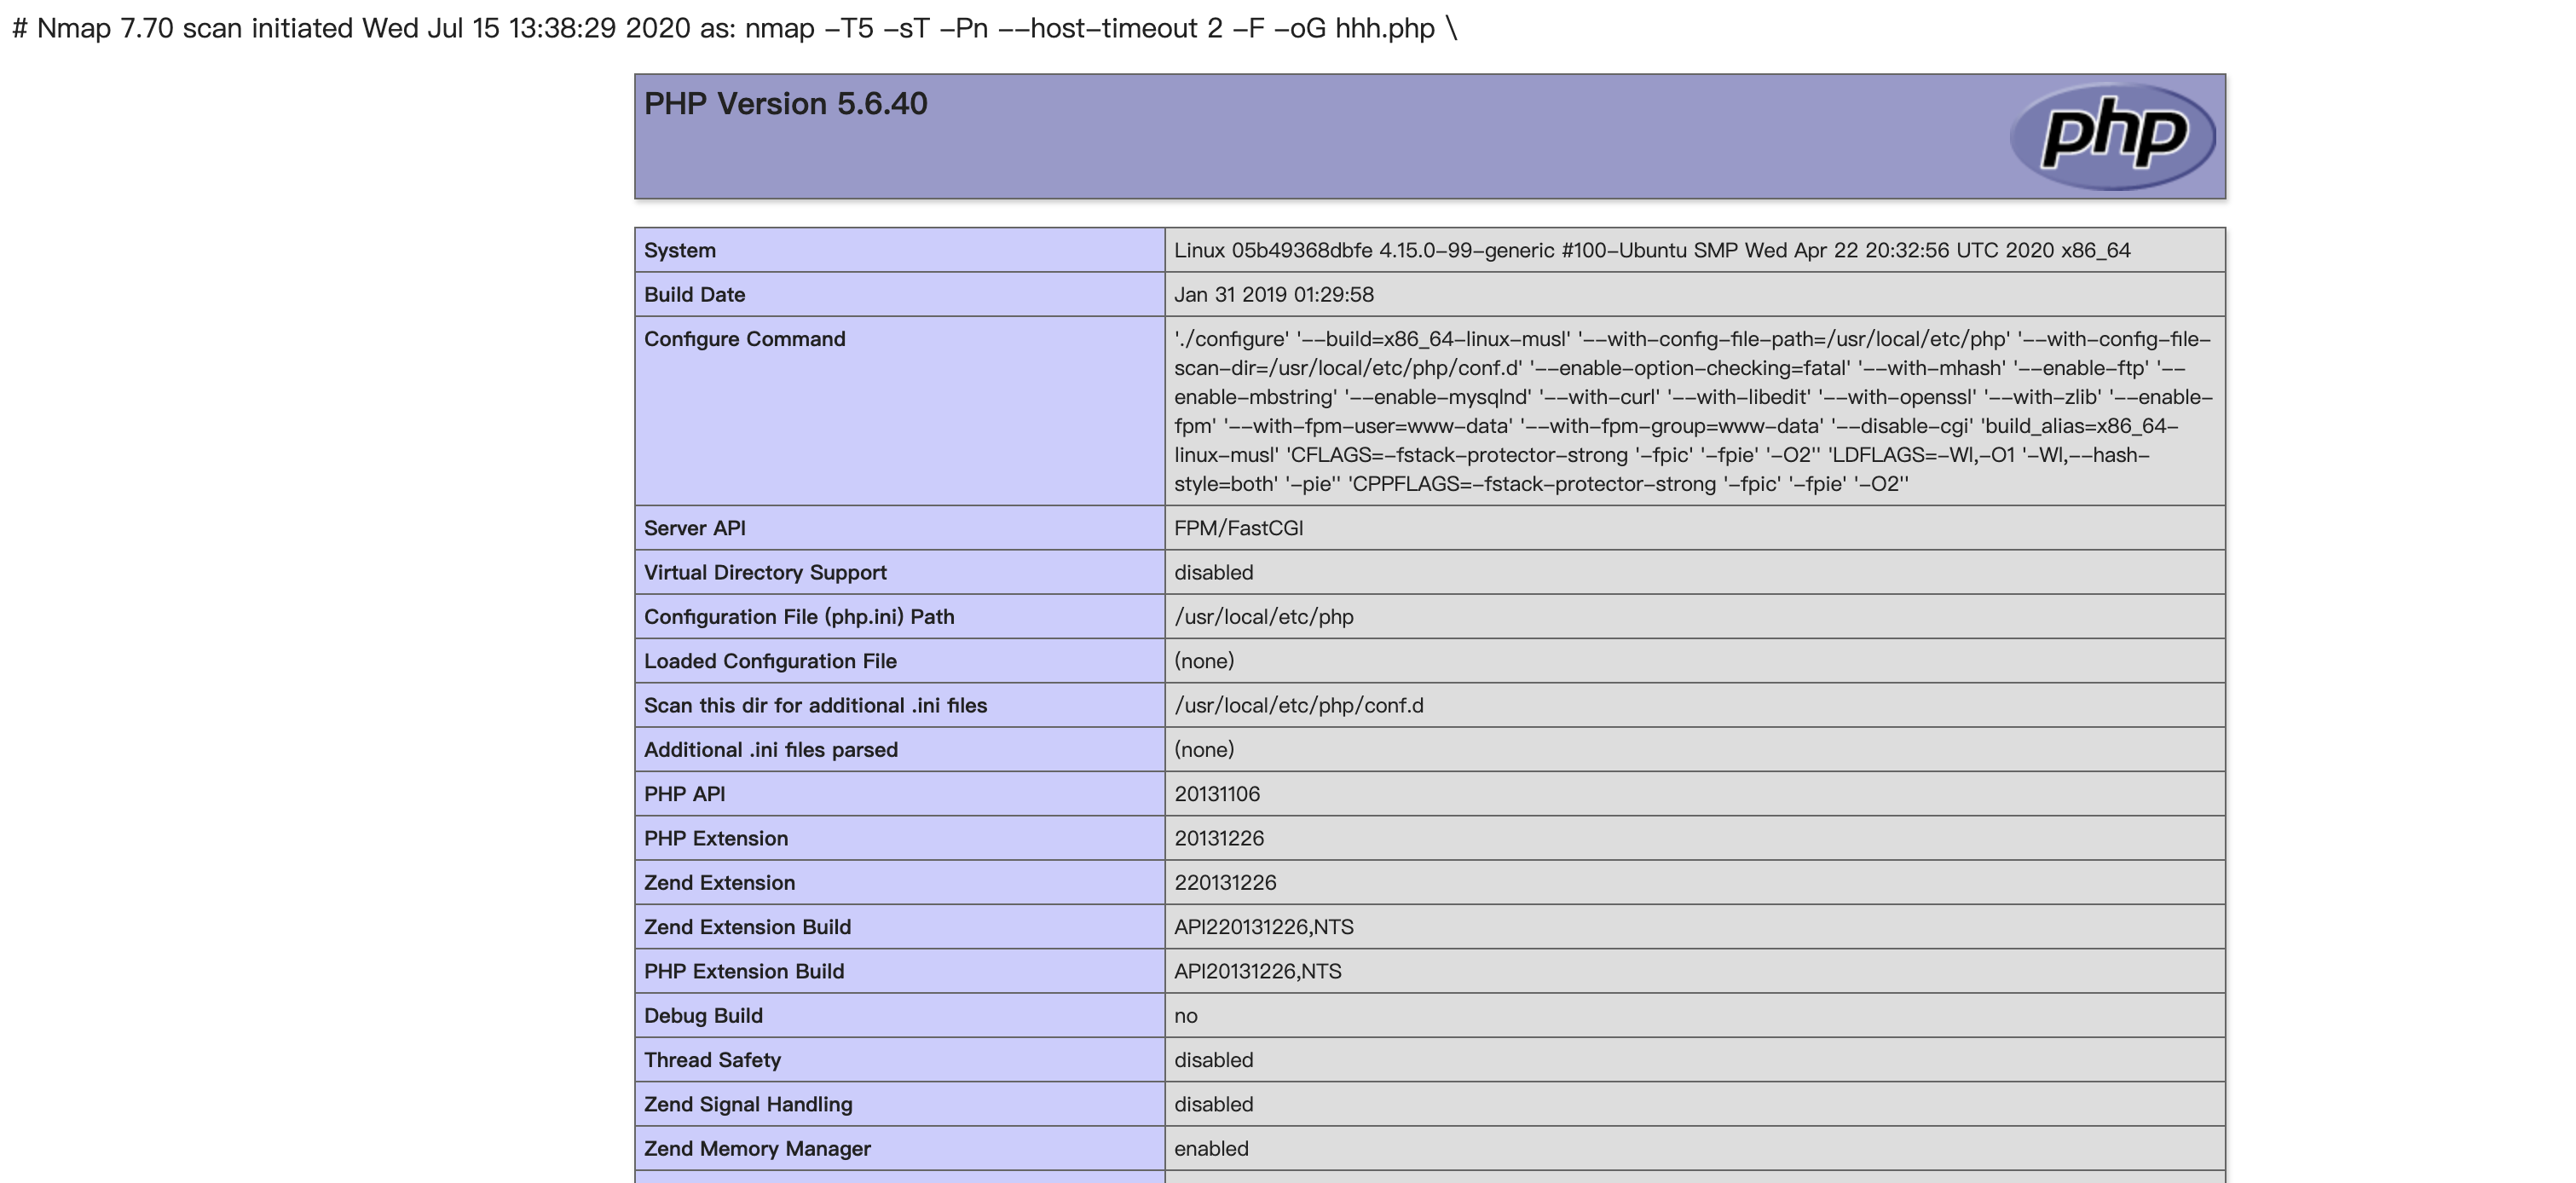 # Nmap 7.70 scan initiated Wed Jul 15 13:38:29 2020 as: nmap –T5 –sT –Pn ––host–timeout 2 –F –oG hhh.php \
PHP Version 5.6.40
php
System Linux 05b49368dbfe 4.15.0–99–generic #100–Ubuntu SMP Wed Apr 22 20:32:56 UTC 2020 x86_64
Build Date Jan 31 2019 01:29:58
Configure Command './configure' '––build=x86_64–linux–musl' '––with–config–file–path=/usr/local/etc/php' '––with–config–file–
scan–dir=/usr/local/etc/php/conf.d' '––enable–option–checking=fatal' '––with–mhash' '––enable–ftp' '––
enable–mbstring' '––enable–mysqlnd' '––with–curl' '––with–libedit' '––with–openssl' '––with–zlib' '––enable–
fpm' '––with–fpm–user=www–data' '––with–fpm–group=www–data' '––disable–cgi' 'build_alias=x86_64–
linux–musl' 'CFLAGS=–fstack–protector–strong '–fpic' '–fpie' '–O2'' 'LDFLAGS=–Wl,–O1 '–Wl,––hash–
style=both' '–pie'' 'CPPFLAGS=–fstack–protector–strong '–fpic' '–fpie' '–O2''
Server API FPM/FastCGI
Virtual Directory Support disabled
Configuration File (php.ini) Path /usr/local/etc/php
Loaded Configuration File (none)
Scan this dir for additional .ini files /usr/local/etc/php/conf.d
Additional .ini files parsed (none)
PHP API 20131106
PHP Extension 20131226
Zend Extension 220131226
Zend Extension Build API220131226,NTS
PHP Extension Build API20131226,NTS
Debug Build no
Thread Safety disabled
Zend Signal Handling disabled
Zend Memory Manager enabled